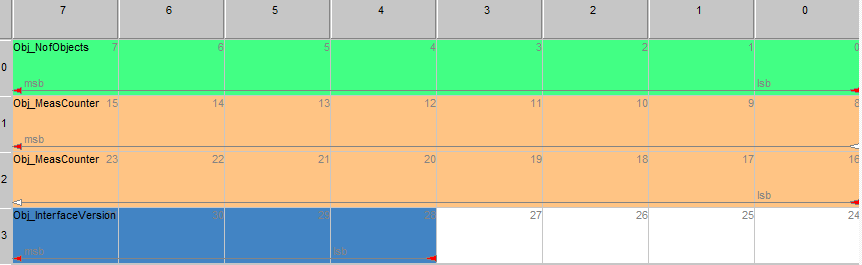 7 6 5 4 3 2 1 0
0 Obj_NofObjects 7 6 5 4 3 2 1 0
msb lsb
1 Obj_MeasCounter 15 14 13 12 11 10 9 8
msb
2 Obj_MeasCounter 23 22 21 20 19 18 17 16
lsb
3 Obj_InterfaceVersion 30 29 28 27 26 25 24
msb lsb